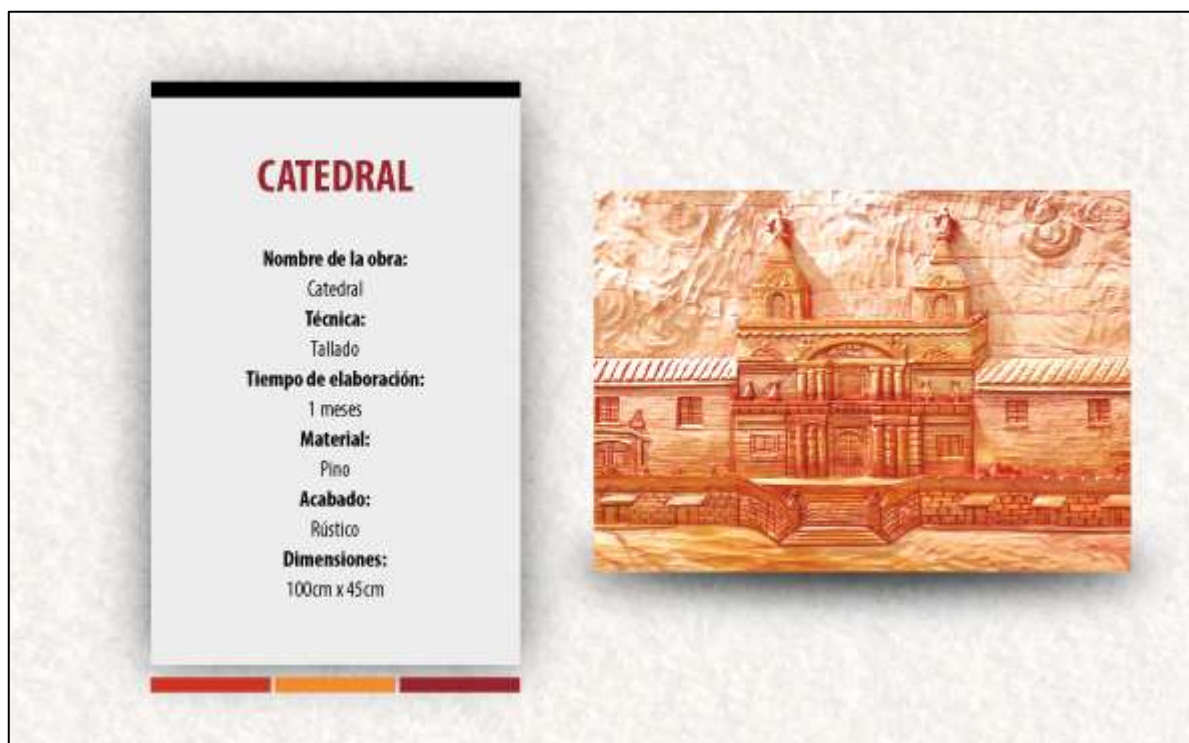 CATEDRAL
Nombre de la obra:
Catedral
Técnica:
Tallado
Tiempo de elaboración:
1 meses
Material:
Pino
Acabado:
Rústico
Dimensiones:
100cm x 45cm